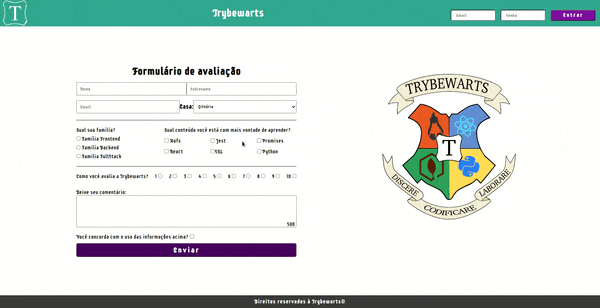 T
Trybewarts
Email
Senha
Entrar
Formulário de avaliação
Nome
Sobrenome
Email
Casa:
Gitnória
Qual sua família?
Família Frontend
Família Backend
Família FullStack
Qual conteúdo você está com mais vontade de aprender?
HoFs
Jest
Promises
React
SQL
Python
Como você avalia a Trybewarts?
1 2 3 4 5 6 7 8 9 10
Deixe seu comentário:
500
Você concorda com o uso das informações acima?
Enviar
TRYBEWARTS
T
DISCERE
CODIFICARE
LABORARE
Direitos reservados à Trybewarts©